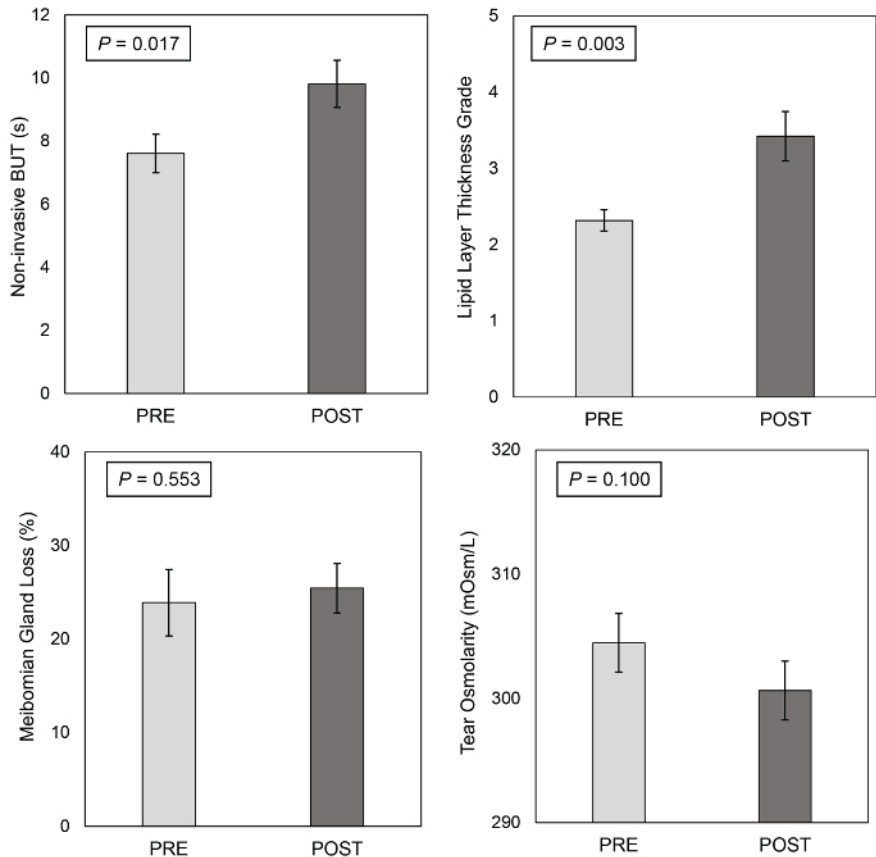 P = 0.017
Non-invasive BUT (s)
12
10
8
6
4
2
0
PRE POST
P = 0.003
Lipid Layer Thickness Grade
5
4
3
2
1
0
PRE POST
P = 0.553
Meibomian Gland Loss (%)
40
30
20
10
0
PRE POST
P = 0.100
Tear Osmolarity (mOsm/L)
320
310
300
290
PRE POST